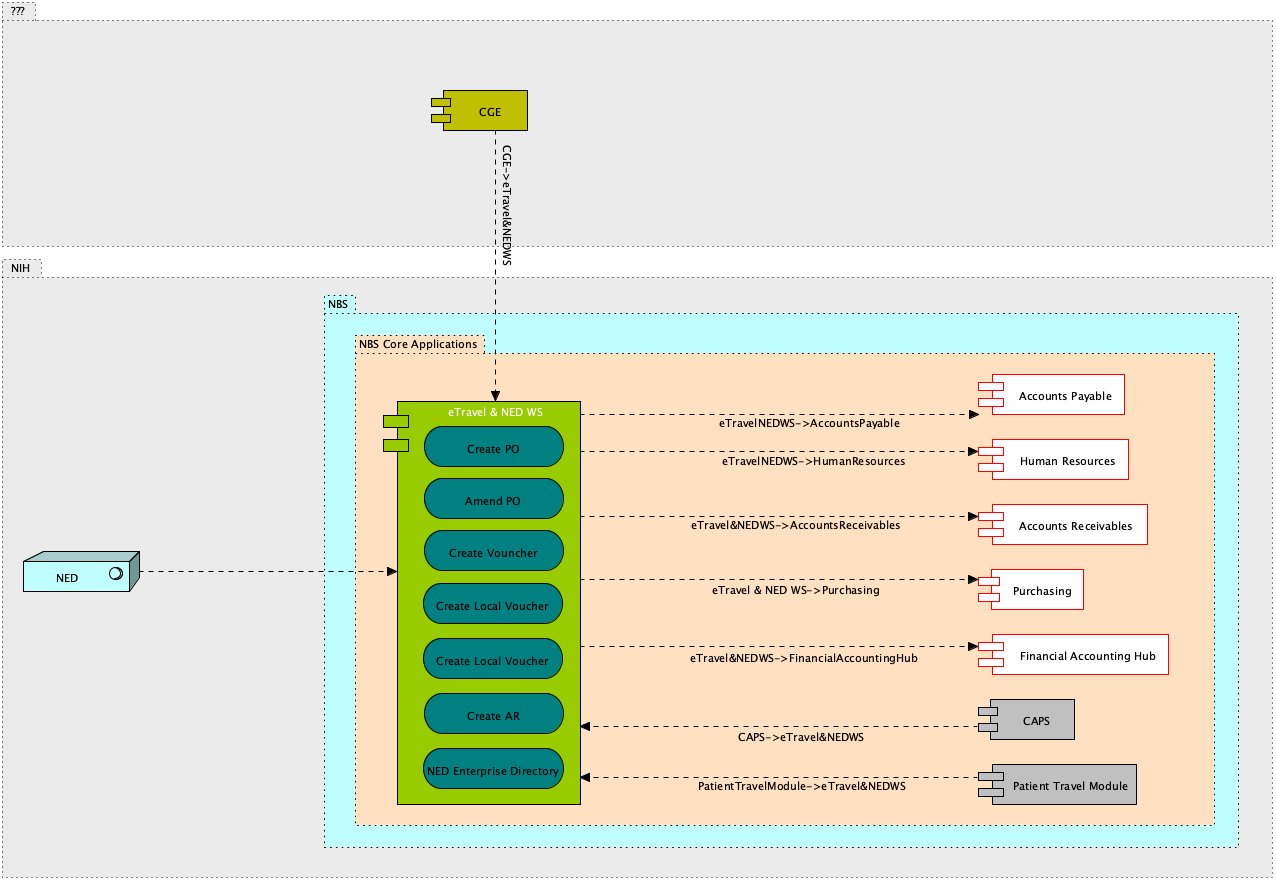 ???
CGE
CGE->eTravel&NEDWS
NIH
NBS
NBS Core Applications
eTravel & NED WS
Create PO
Amend PO
Create Vouncher
Create Local Voucher
Create Local Voucher
Create AR
NED Enterprise Directory
NED
eTravelNEDWS->AccountsPayable
Accounts Payable
eTravelNEDWS->HumanResources
Human Resources
eTravel&NEDWS->AccountsReceivables
Accounts Receivables
eTravel & NED WS->Purchasing
Purchasing
eTravel&NEDWS->FinancialAccountingHub
Financial Accounting Hub
CAPS->eTravel&NEDWS
CAPS
PatientTravelModule->eTravel&NEDWS
Patient Travel Module